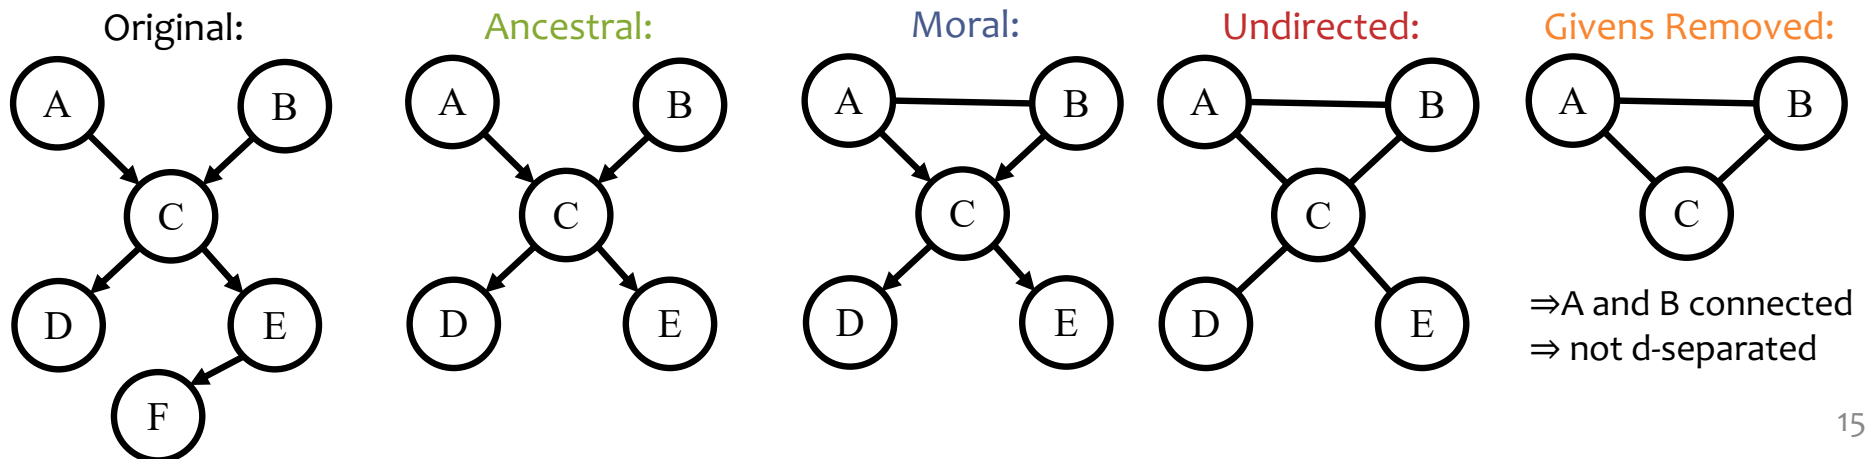 Original:
A
B
C
D
E
F
Ancestral:
A
B
C
D
E
Moral:
A
B
C
D
E
Undirected:
A
B
C
D
E
Givens Removed:
A
B
C
⇒A and B connected
⇒ not d-separated
15